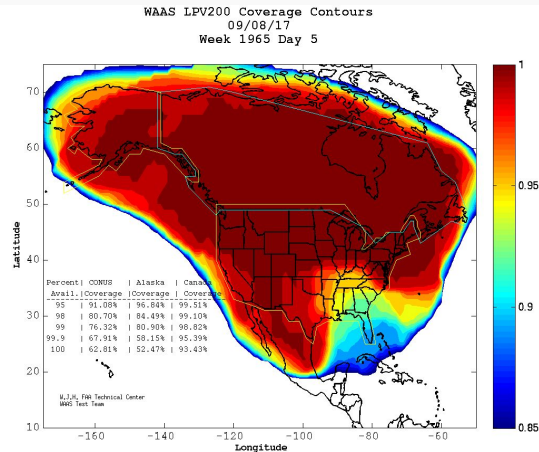 WAAS LPV200 Coverage Contours
09/08/17
Week 1965 Day 5
70
60
50
40
30
20
10
Latitude
Percent| CONUS | Alaska | Canada
Avail.|Coverage |Coverage | Coverage
95 | 91.08% | 96.84% | 99.51%
98 | 80.70% | 84.49% | 99.10%
99 | 76.32% | 80.90% | 98.82%
99.9 | 67.91% | 58.15% | 95.39%
100 | 62.81% | 52.47% | 93.43%
W.J.H. FAA Technical Center
WAAS Test Team
-160 -140 -120 -100 -80 -60
Longitude
1
0.95
0.9
0.85